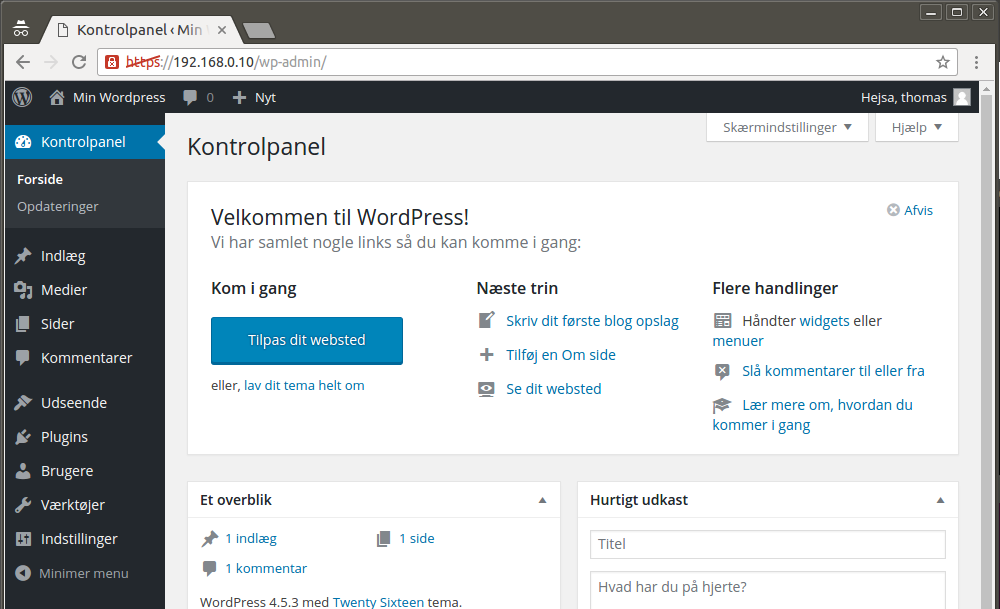 Kontrolpanel ‹ Min
https://192.168.0.10/wp-admin/
Min Wordpress 0 Nyt Hejsa, thomas
Kontrolpanel
Forside
Opdateringer
Indlæg
Medier
Sider
Kommentarer
Udseende
Plugins
Brugere
Værktøjer
Indstillinger
Minimer menu
Skærmindstillinger Hjælp
Kontrolpanel
Velkommen til WordPress!
Afvis
Vi har samlet nogle links så du kan komme i gang:
Kom i gang
Tilpas dit websted
eller, lav dit tema helt om
Næste trin
Skriv dit første blog opslag
Tilføj en Om side
Se dit websted
Flere handlinger
Håndter widgets eller
menuer
Slå kommentarer til eller fra
Lær mere om, hvordan du
kommer i gang
Et overblik
1 indlæg 1 side
1 kommentar
WordPress 4.5.3 med Twenty Sixteen tema.
Hurtigt udkast
Titel
Hvad har du på hjerte?